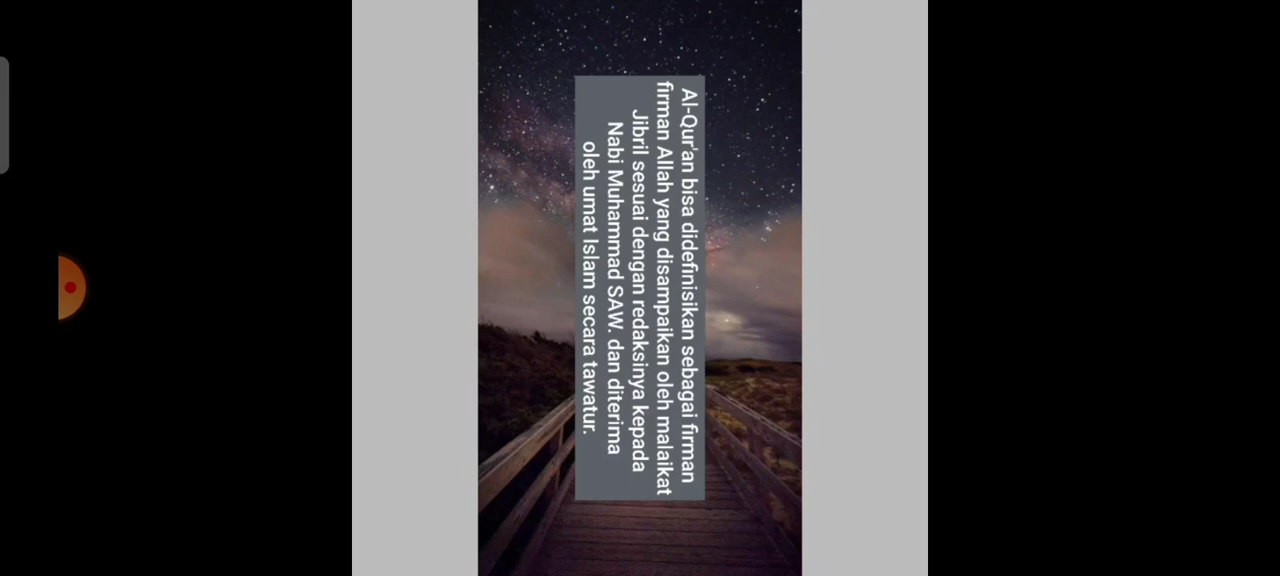 Al-Qur'an bisa didefinisikan sebagai firman
firman Allah yang disampaikan oleh malaikat
Jibril sesuai dengan redaksinya kepada
Nabi Muhammad SAW. dan diterima
oleh umat Islam secara tawatur.